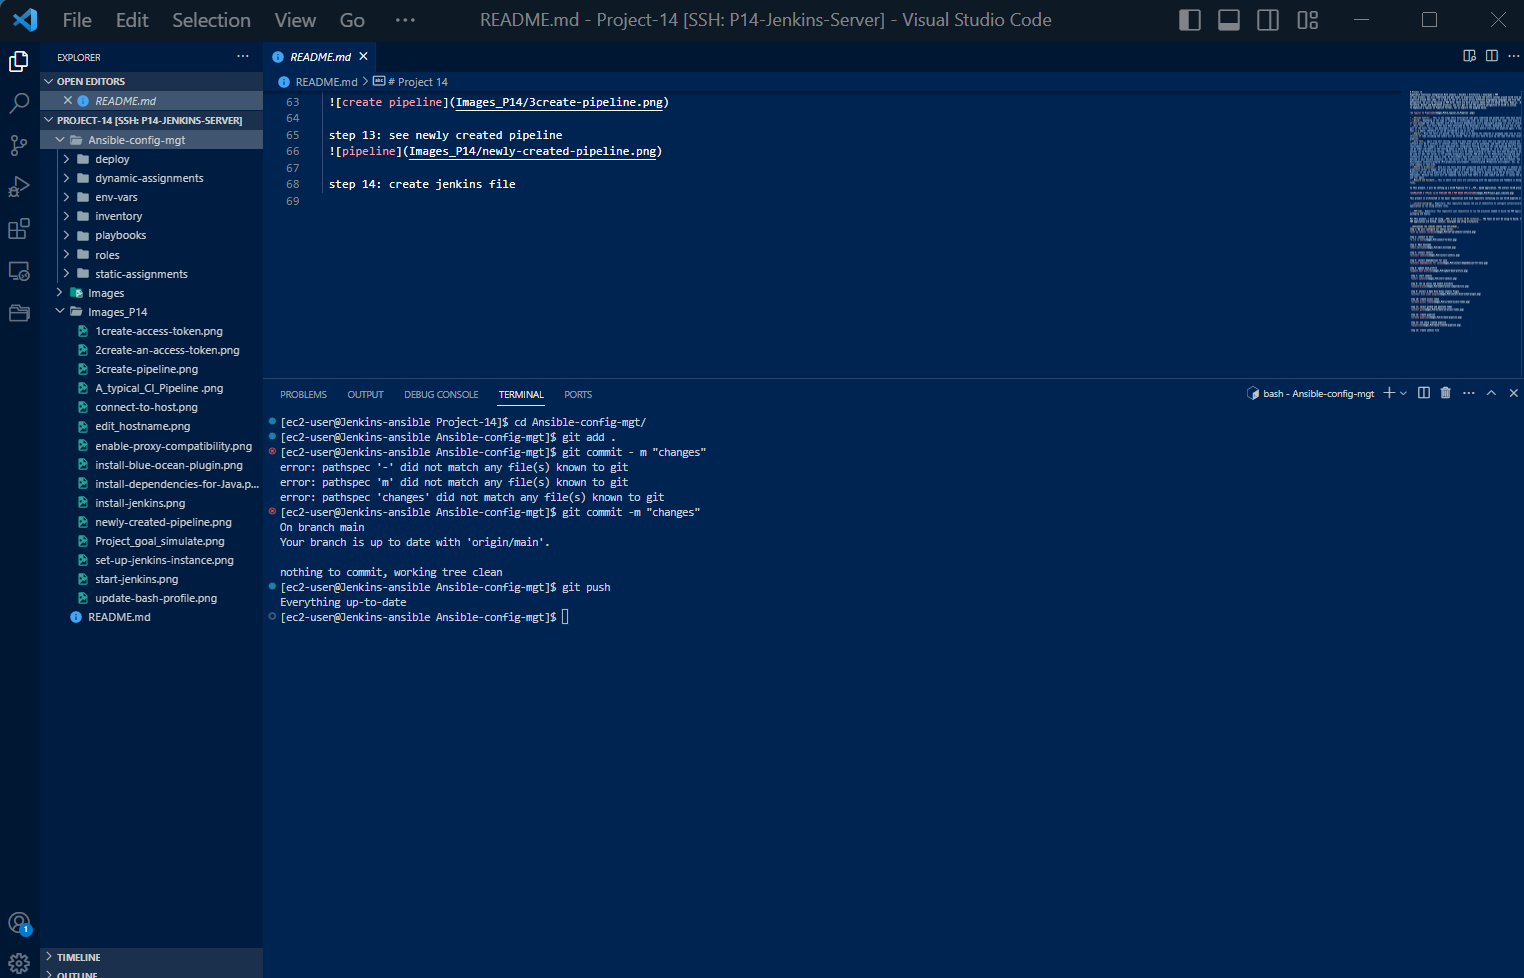 File Edit Selection View Go ··· README.md - Project-14 [SSH: P14-Jenkins-Server] - Visual Studio Code
EXPLORER ···
OPEN EDITORS
README.md
PROJECT-14 [SSH: P14-JENKINS-SERVER]
Ansible-config-mgt
deploy
dynamic-assignments
env-vars
inventory
playbooks
roles
static-assignments
Images
Images_P14
1create-access-token.png
2create-an-access-token.png
3create-pipeline.png
A_typical_CI_Pipeline .png
connect-to-host.png
edit_hostname.png
enable-proxy-compatibility.png
install-blue-ocean-plugin.png
install-dependencies-for-Java.p...
install-jenkins.png
newly-created-pipeline.png
Project_goal_simulate.png
set-up-jenkins-instance.png
start-jenkins.png
update-bash-profile.png
README.md
1
TIMELINE
OUTLINE
README.md
README.md > # Project 14
63 ![create pipeline](Images_P14/3create-pipeline.png)
64
65 step 13: see newly created pipeline
66 ![pipeline](Images_P14/newly-created-pipeline.png)
67
68 step 14: create jenkins file
69
PROBLEMS OUTPUT DEBUG CONSOLE TERMINAL PORTS
bash - Ansible-config-mgt
[ec2-user@Jenkins-ansible Project-14]$ cd Ansible-config-mgt/
[ec2-user@Jenkins-ansible Ansible-config-mgt]$ git add .
[ec2-user@Jenkins-ansible Ansible-config-mgt]$ git commit - m "changes"
error: pathspec '-' did not match any file(s) known to git
error: pathspec 'm' did not match any file(s) known to git
error: pathspec 'changes' did not match any file(s) known to git
[ec2-user@Jenkins-ansible Ansible-config-mgt]$ git commit -m "changes"
On branch main
Your branch is up to date with 'origin/main'.
nothing to commit, working tree clean
[ec2-user@Jenkins-ansible Ansible-config-mgt]$ git push
Everything up-to-date
[ec2-user@Jenkins-ansible Ansible-config-mgt]$